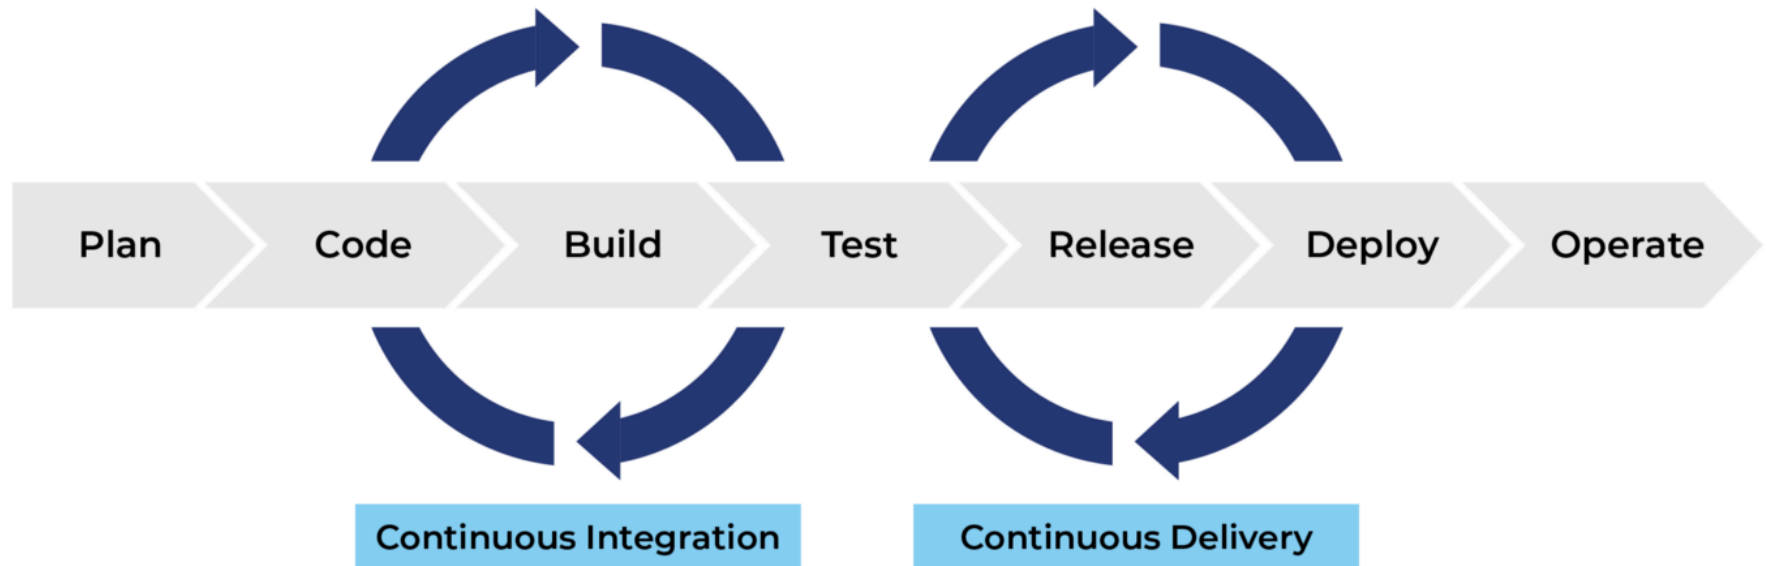 Plan
Code
Build
Test
Release
Deploy
Operate
Continuous Integration
Continuous Delivery